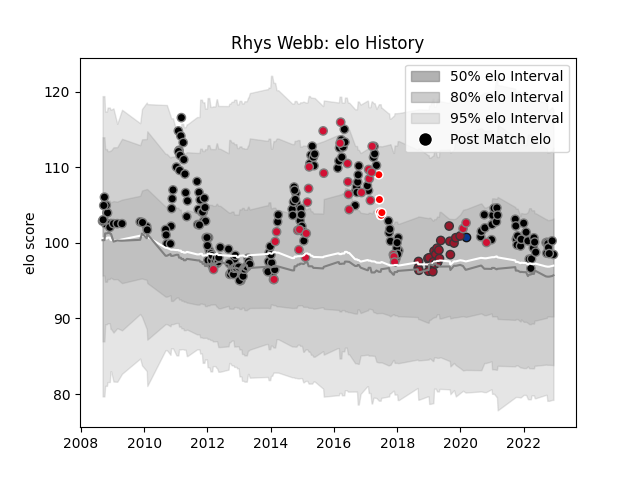 Rhys Webb: elo History
50% elo Interval
80% elo Interval
95% elo Interval
Post Match elo
elo score
120
110
100
90
80
2008 2010 2012 2014 2016 2018 2020 2022